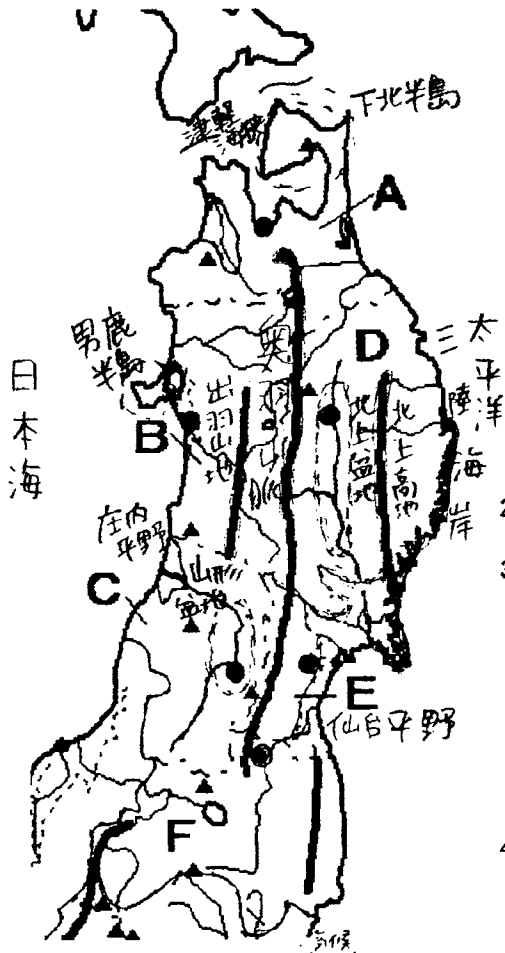 下北半島
津軽海峡
A
男鹿
半島
D
三陸海岸
太平洋
日本海
出羽山地
奥羽山脈
北上盆地
北上高地
B
庄内
平野
山形
盆地
C
E
仙台平野
F
気候